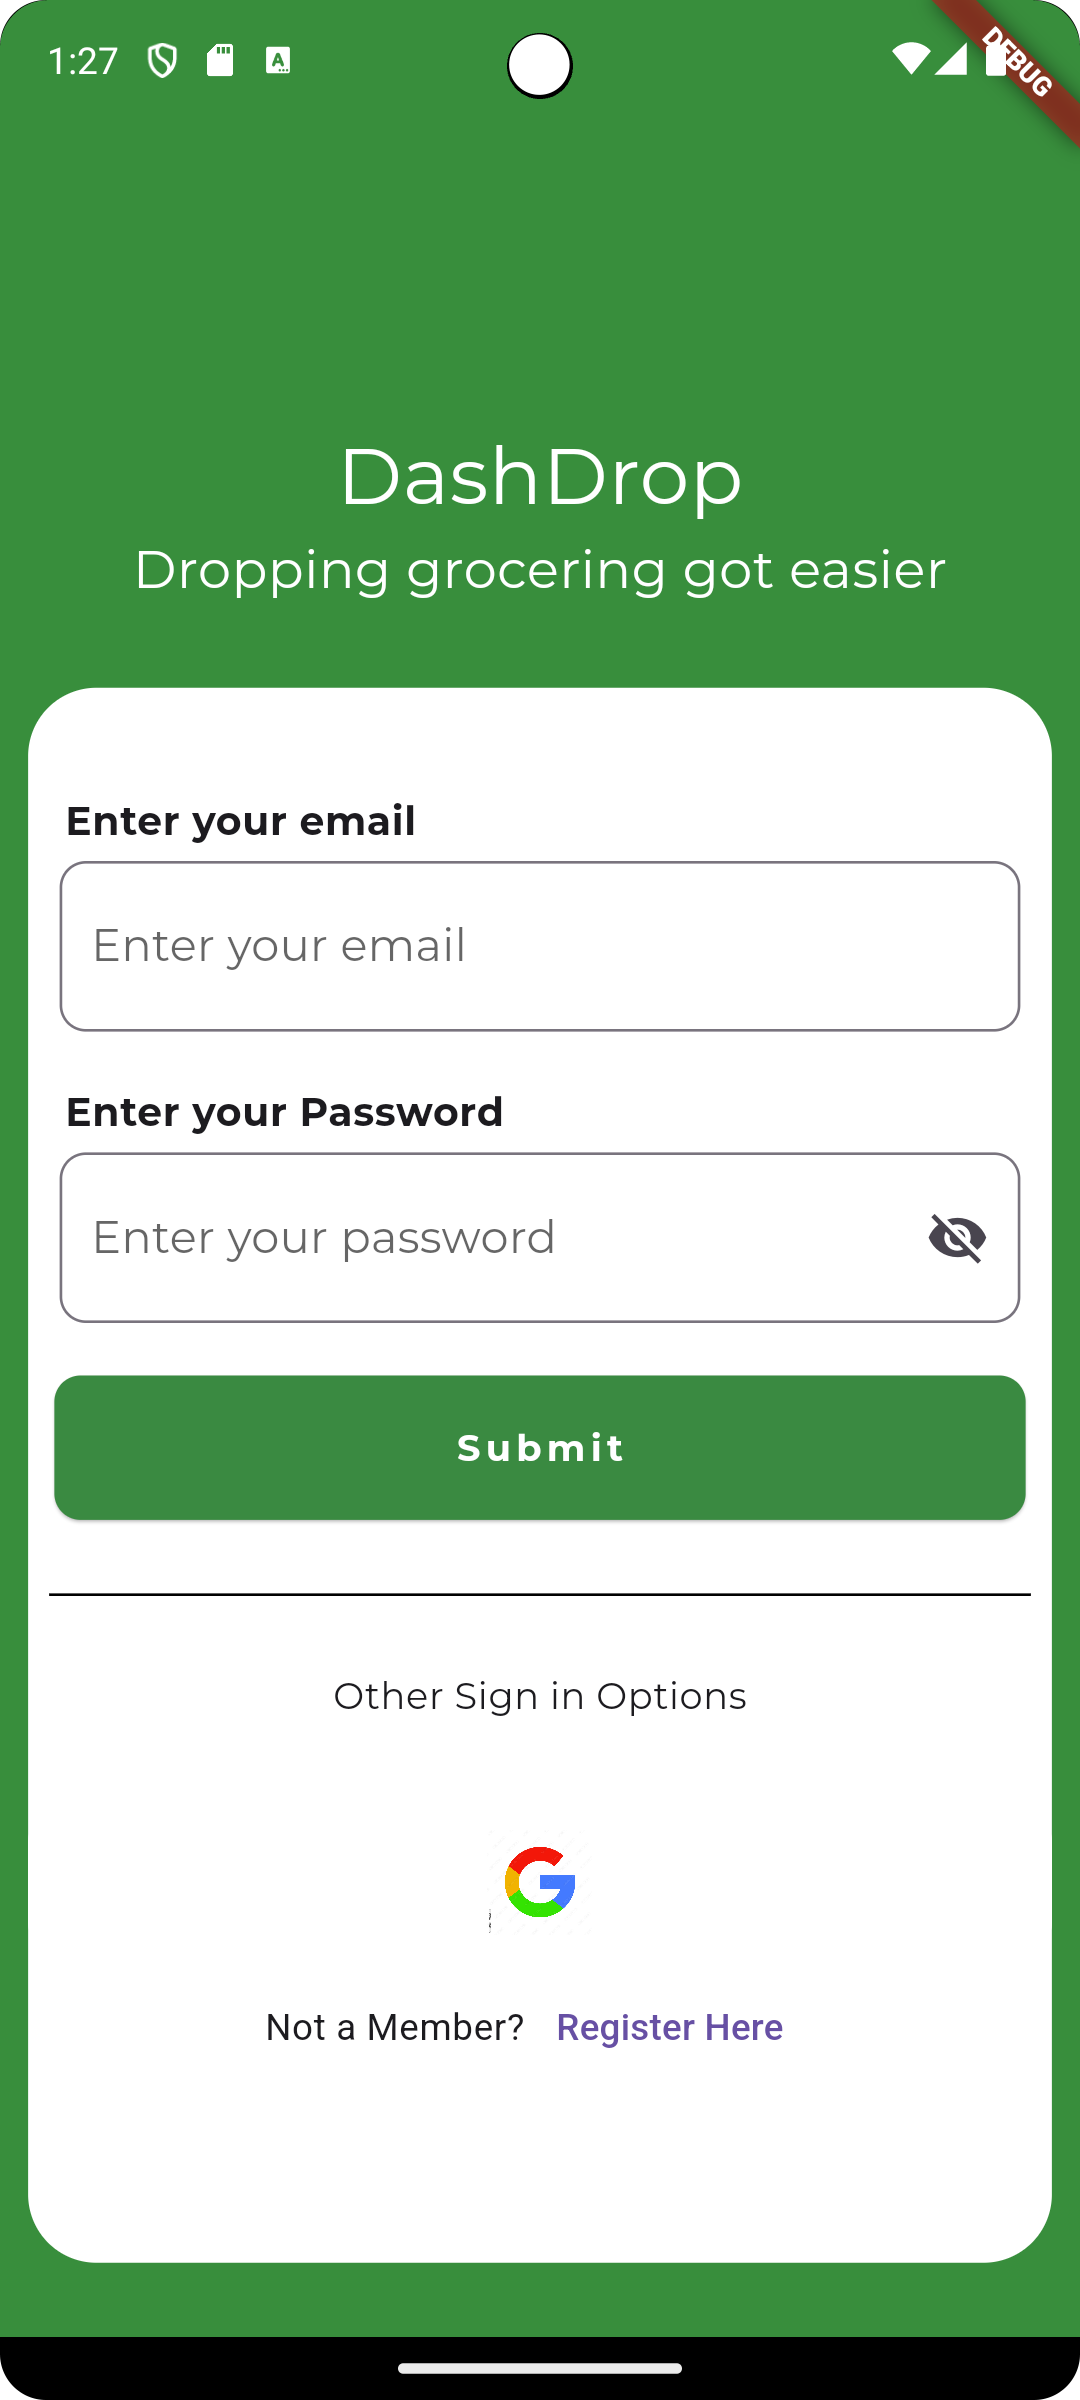 1:27
DEBUG
DashDrop
Dropping grocering got easier
Enter your email
Enter your email
Enter your Password
Enter your password
Submit
Other Sign in Options
Not a Member? Register Here